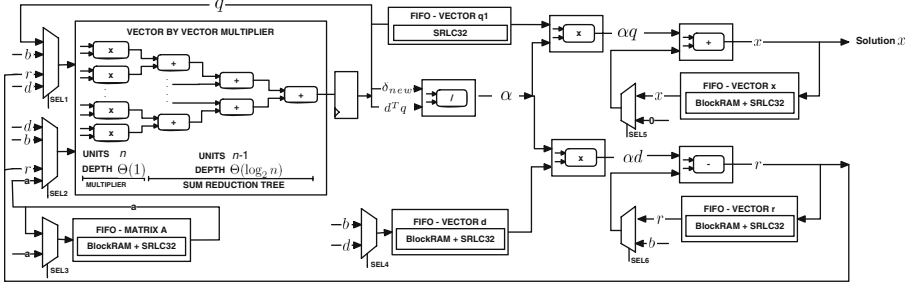 q
b
r
d
SEL1
d
b
r
a
SEL2
VECTOR BY VECTOR MULTIPLIER
x
x
x
x
+
+
+
+
+
+
UNITS n
DEPTH Θ(1)
MULTIPLIER
UNITS n-1
DEPTH Θ(log₂ n)
SUM REDUCTION TREE
a
a
SEL3
FIFO - MATRIX A
BlockRAM + SRLC32
δ_new
d^T q
/
α
FIFO - VECTOR q1
SRLC32
x
αq
+
x
Solution x
FIFO - VECTOR x
BlockRAM + SRLC32
x
0
SEL5
b
d
SEL4
FIFO - VECTOR d
BlockRAM + SRLC32
x
αd
-
r
FIFO - VECTOR r
BlockRAM + SRLC32
r
b
SEL6